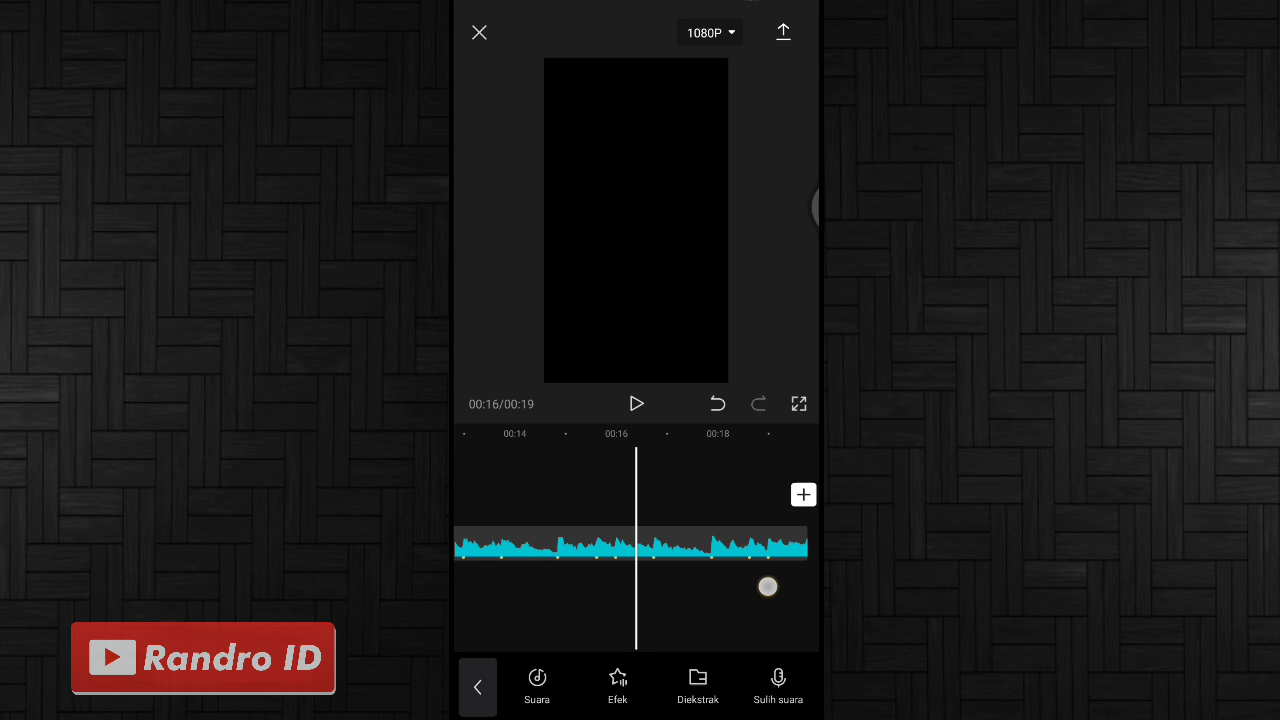 1080P
00:16/00:19
00:14
00:16
00:18
Suara
Efek
Diekstrak
Sulih suara
Randro ID